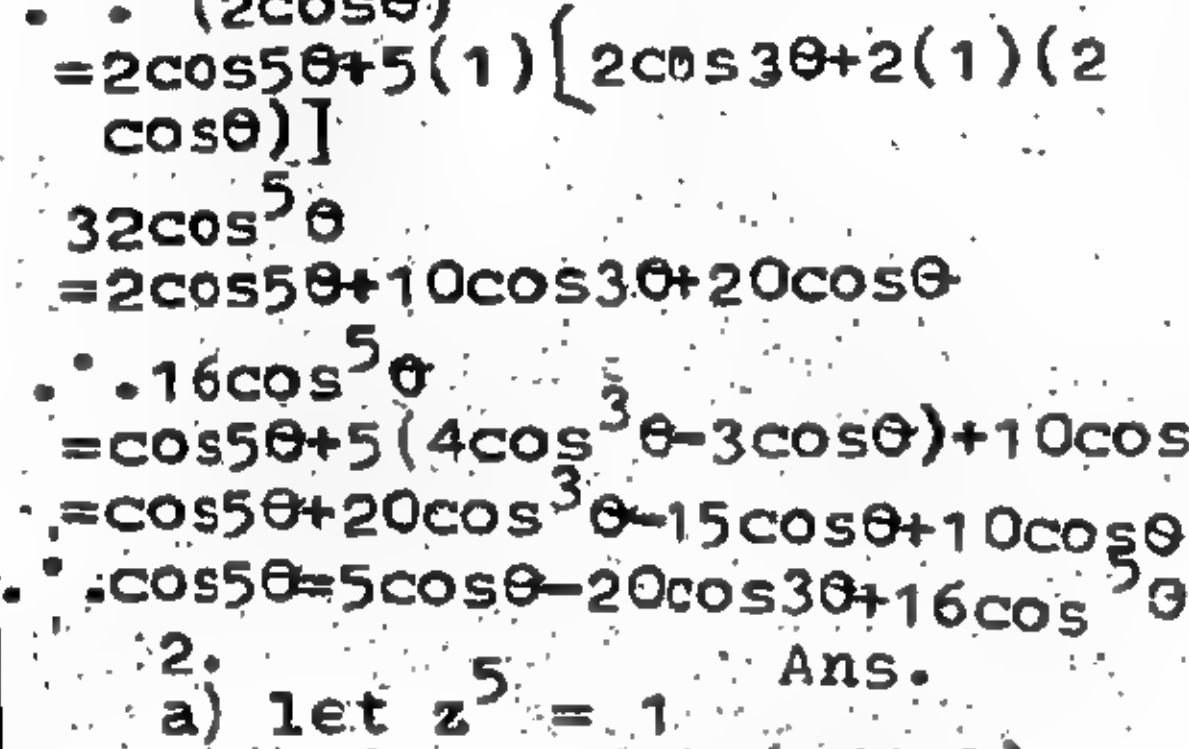 ∴ (2cosθ)
=2cos5θ+5(1)[2cos3θ+2(1)(2
cosθ)]
32cos⁵θ
=2cos5θ+10cos3θ+20cosθ
∴16cos⁵θ
=cos5θ+5(4cos³θ-3cosθ)+10cos
=cos5θ+20cos³θ-15cosθ+10cosθ
∴cos5θ=5cosθ-20cos3θ+16cos⁵θ
2. Ans.
a) let z⁵ = 1